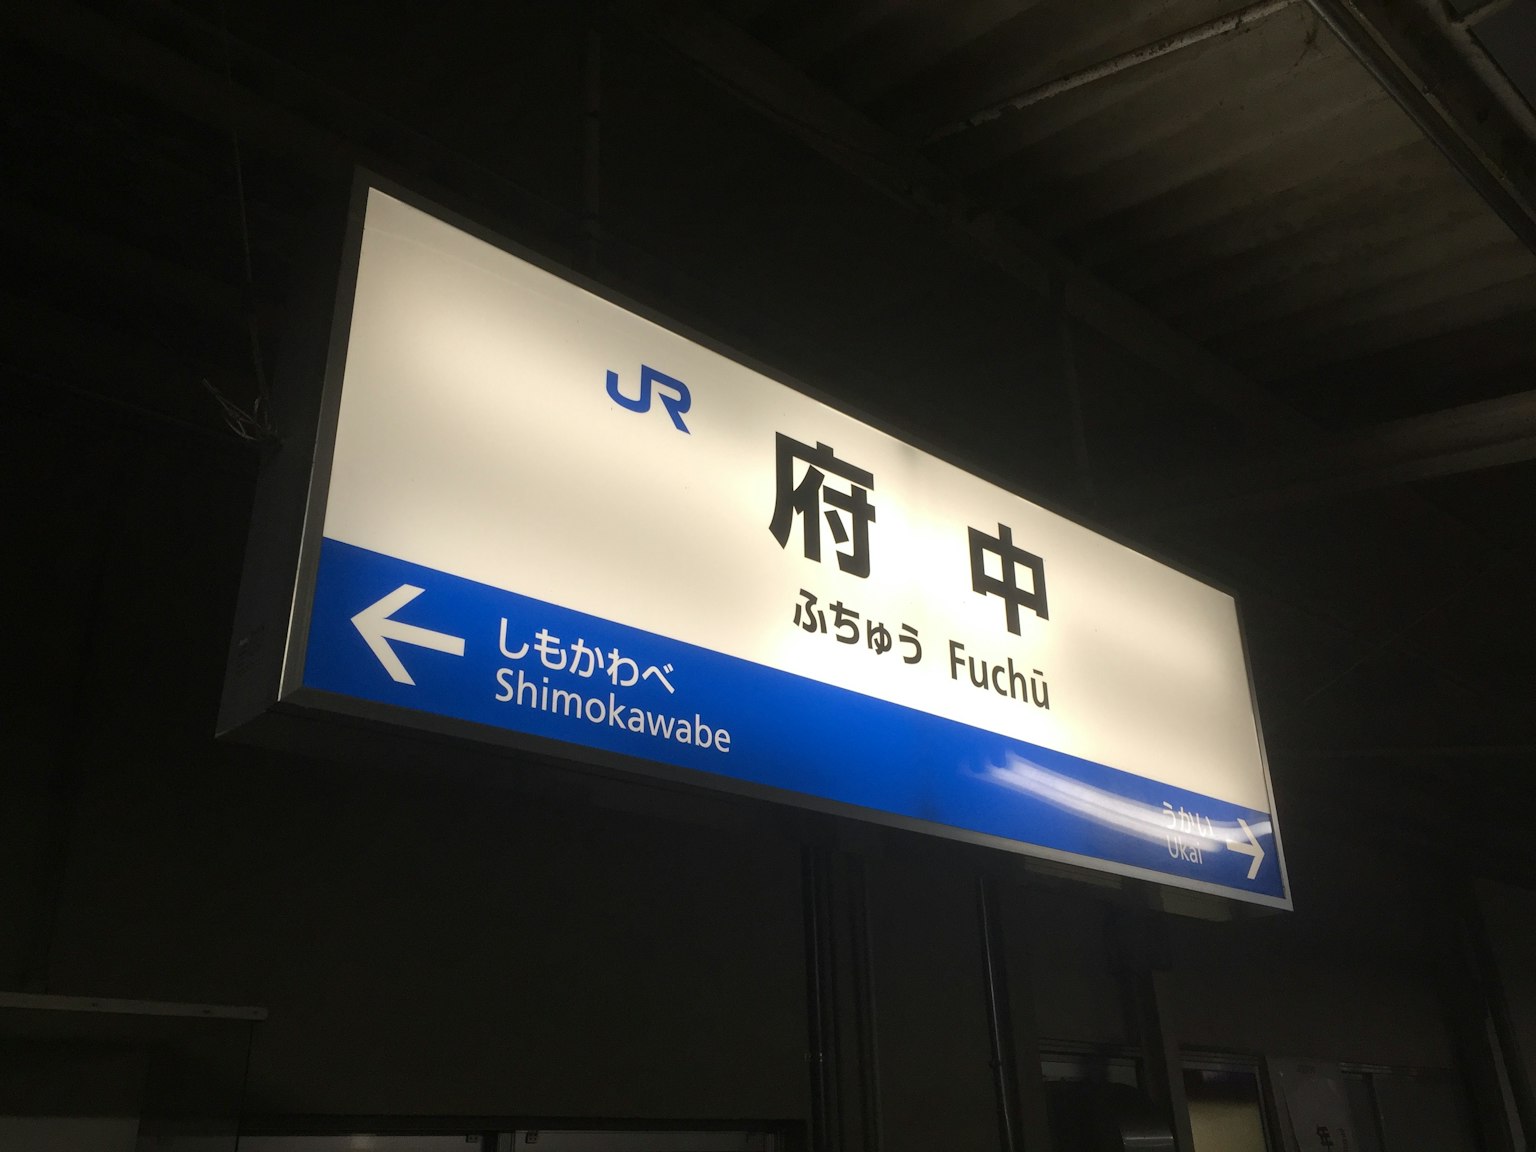 JR
府中
ふちゅう Fuchū
しもかわべ
Shimokawabe
うかい
Ukai